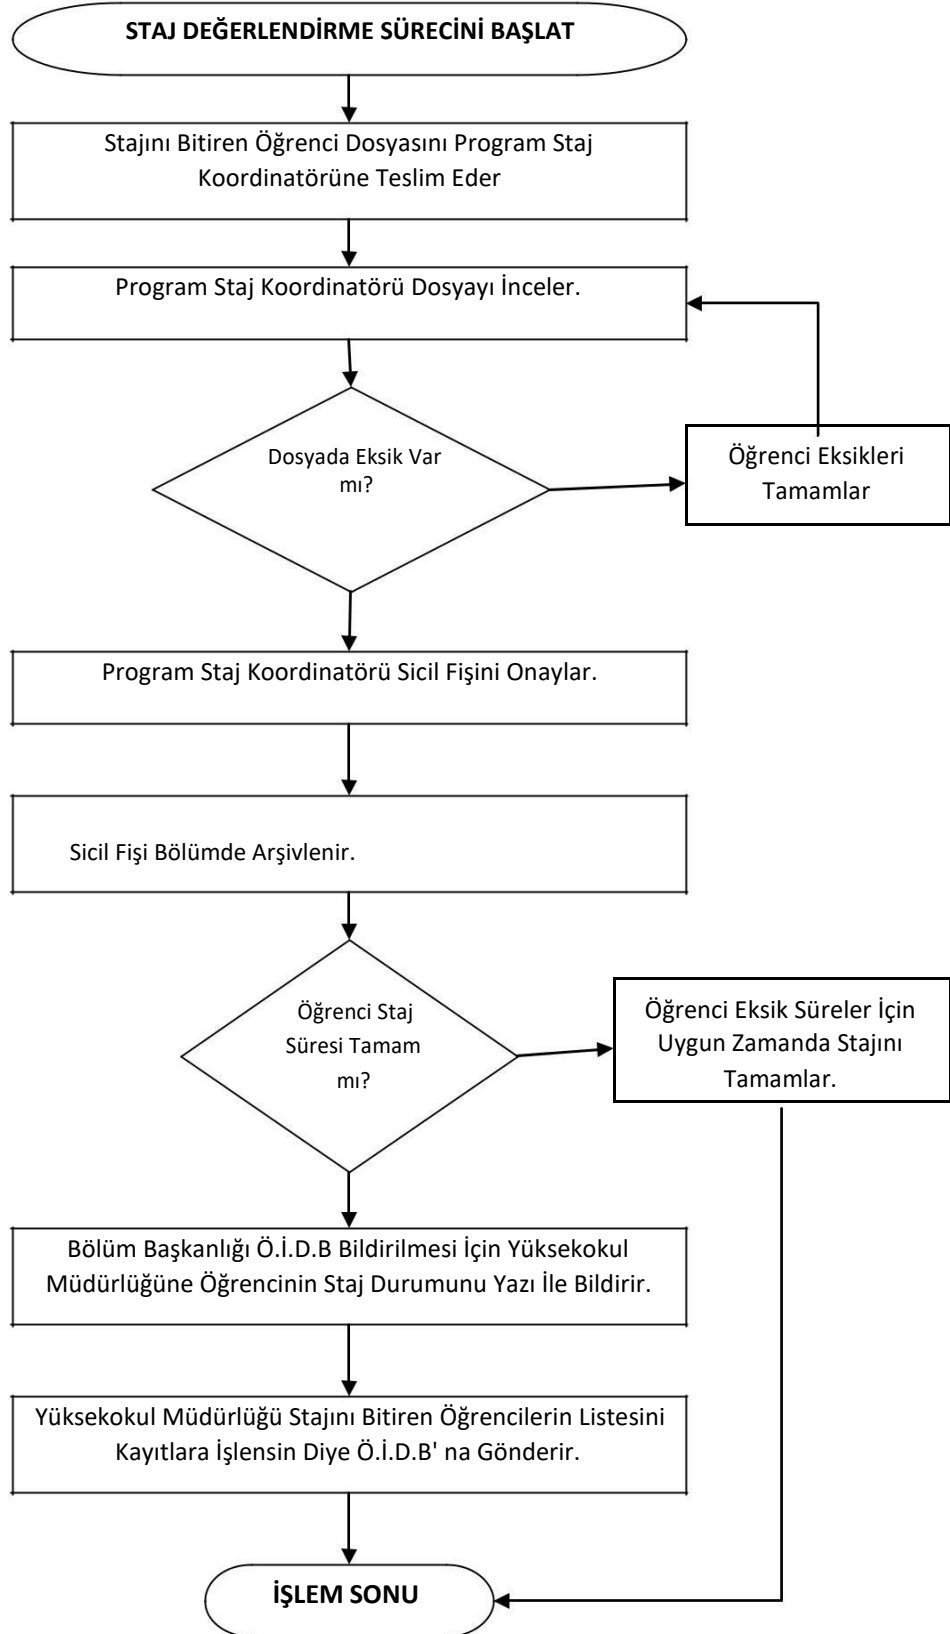 STAJ DEĞERLENDİRME SÜRECİNİ BAŞLAT
Stajını Bitiren Öğrenci Dosyasını Program Staj
Koordinatörüne Teslim Eder
Program Staj Koordinatörü Dosyayı İnceler.
Dosyada Eksik Var
mı?
Öğrenci Eksikleri
Tamamlar
Program Staj Koordinatörü Sicil Fişini Onaylar.
Sicil Fişi Bölümde Arşivlenir.
Öğrenci Staj
Süresi Tamam
mı?
Öğrenci Eksik Süreler İçin
Uygun Zamanda Stajını
Tamamlar.
Bölüm Başkanlığı Ö.İ.D.B Bildirilmesi İçin Yüksekokul
Müdürlüğüne Öğrencinin Staj Durumunu Yazı İle Bildirir.
Yüksekokul Müdürlüğü Stajını Bitiren Öğrencilerin Listesini
Kayıtlara İşlensin Diye Ö.İ.D.B' na Gönderir.
İŞLEM SONU